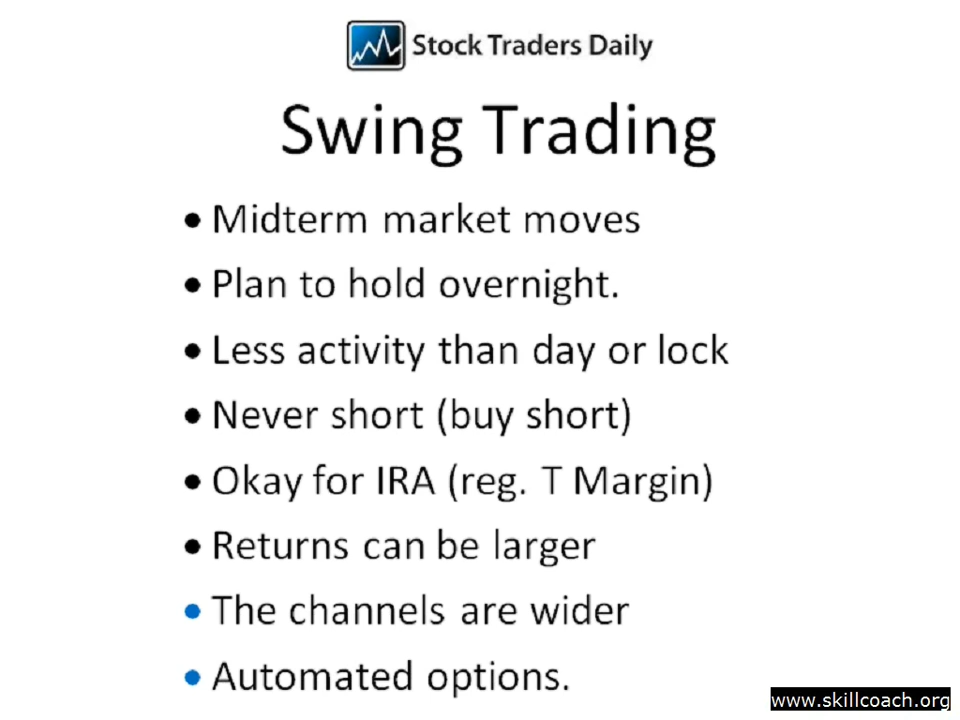 Stock Traders Daily
Swing Trading
• Midterm market moves
• Plan to hold overnight.
• Less activity than day or lock
• Never short (buy short)
• Okay for IRA (reg. T Margin)
• Returns can be larger
• The channels are wider
• Automated options.
www.skillcoach.org